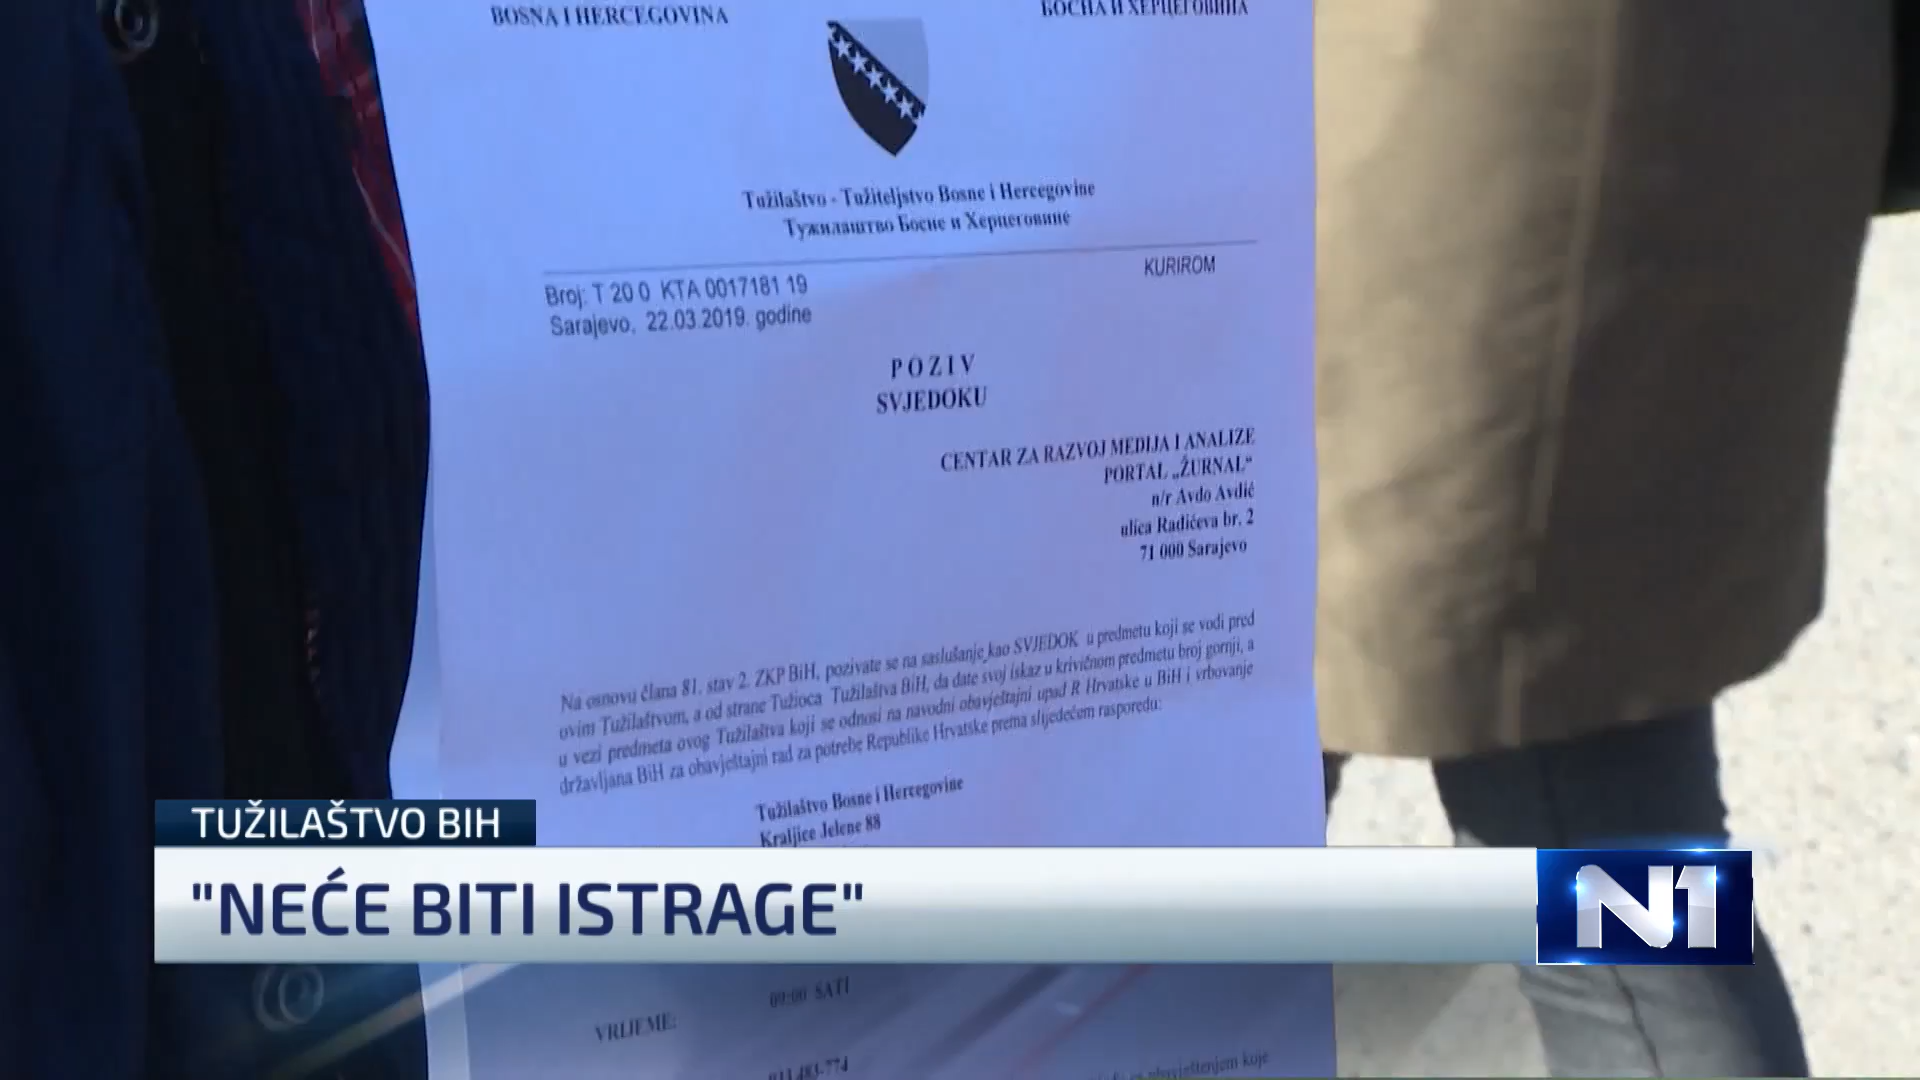 BOSNA I HERCEGOVINA
БОСНА И ХЕРЦЕГОВИНА
Tužilaštvo - Tužiteljstvo Bosne i Hercegovine
Тужилаштво Босне и Херцеговине
KURIROM
Broj: T 20 0 KTA 0017181 19
Sarajevo, 22.03.2019. godine
POZIV
SVJEDOKU
CENTAR ZA RAZVOJ MEDIJA I ANALIZE
PORTAL „ŽURNAL“
n/r Avdo Avdić
ulica Radićeva br. 2
71 000 Sarajevo
Na osnovu člana 81. stav 2. ZKP BiH, pozivate se na saslušanje kao SVJEDOK u predmetu koji se vodi pred
ovim Tužilaštvom, a od strane Tužioca Tužilaštva BiH, da date svoj iskaz u krivičnom predmetu broj gornji, a
u vezi predmeta ovog Tužilaštva koji se odnosi na navodni obavještajni upad R Hrvatske u BiH i vrbovanje
državljana BiH za obavještajni rad za potrebe Republike Hrvatske prema slijedećem rasporedu:
Tužilaštvo Bosne i Hercegovine
Kraljice Jelene 88
TUŽILAŠTVO BIH
"NEĆE BITI ISTRAGE"
N1
09:00 SATI
VRIJEME:
033 483-774
obavještenjem koje